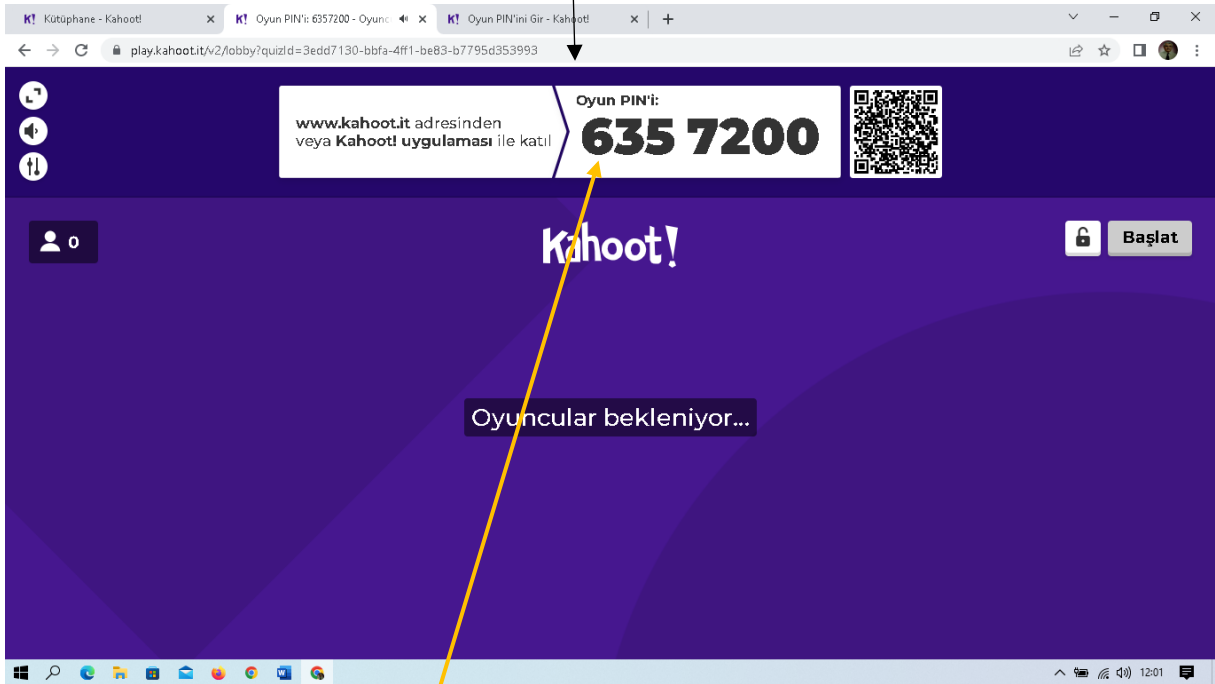 Kütüphane - Kahoot!
Oyun PIN'i: 6357200 - Oyunc
Oyun PIN'ini Gir - Kahoot!
play.kahoot.it/v2/lobby?quizId=3edd7130-bbfa-4ff1-be83-b7795d353993
www.kahoot.it adresinden
veya Kahoot! uygulaması ile katıl
Oyun PIN'i:
635 7200
0
Kahoot!
Başlat
Oyuncular bekleniyor...
12:01